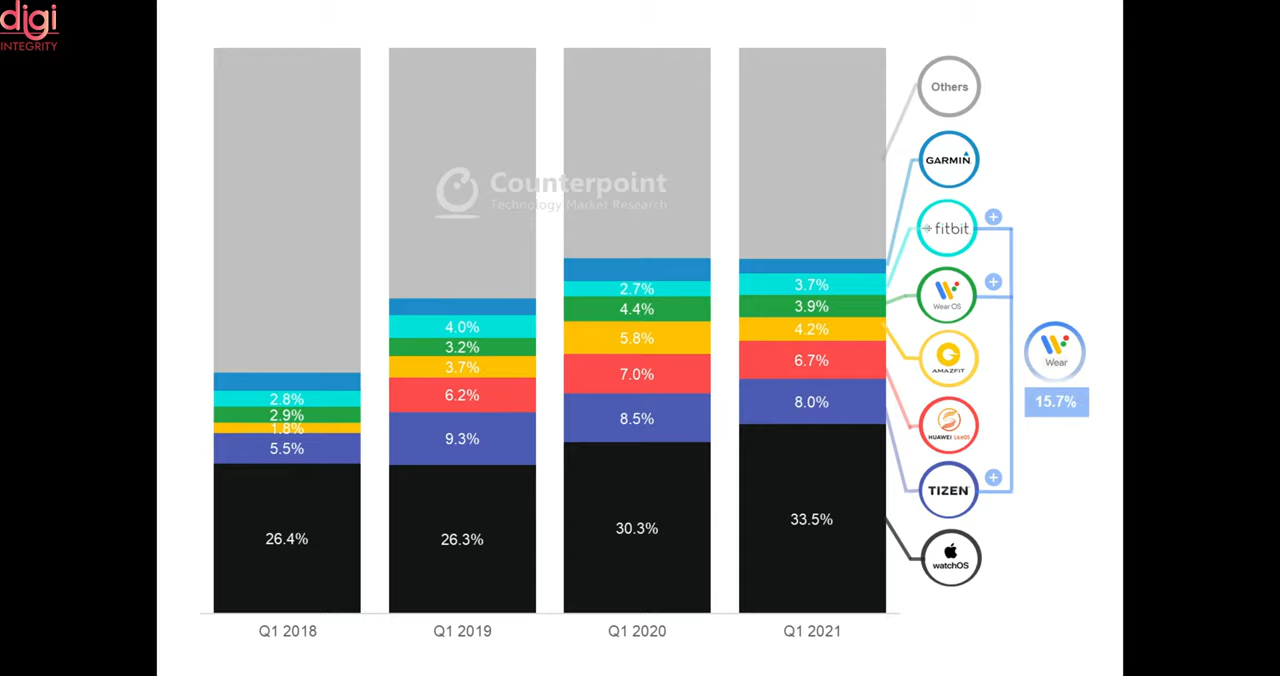 digi
INTEGRITY
Counterpoint
Technology Market Research
2.8%
2.9%
1.8%
5.5%
26.4%
4.0%
3.2%
3.7%
6.2%
9.3%
26.3%
2.7%
4.4%
5.8%
7.0%
8.5%
30.3%
3.7%
3.9%
4.2%
6.7%
8.0%
33.5%
Q1 2018
Q1 2019
Q1 2020
Q1 2021
Others
GARMIN
fitbit
Wear OS
AMAZFIT
HUAWEI LiteOS
TIZEN
watchOS
+
+
+
Wear
15.7%